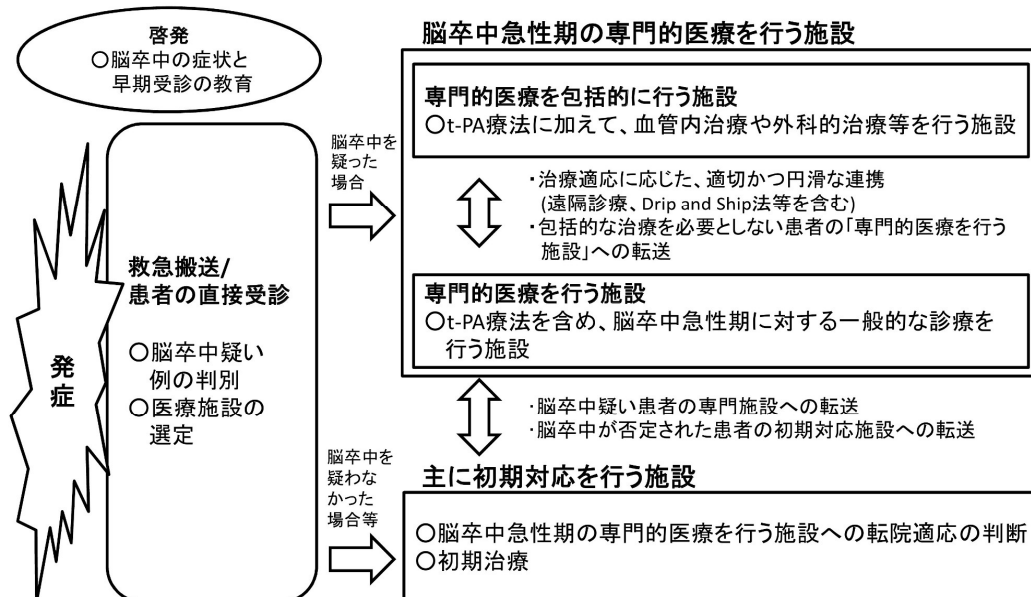 啓発
○脳卒中の症状と
早期受診の教育
発症
救急搬送/
患者の直接受診
○脳卒中疑い
例の判別
○医療施設の
選定
脳卒中を
疑った
場合
脳卒中を
疑わな
かった
場合等
脳卒中急性期の専門的医療を行う施設
専門的医療を包括的に行う施設
○t-PA療法に加えて、血管内治療や外科的治療等を行う施設
・治療適応に応じた、適切かつ円滑な連携
(遠隔診療、Drip and Ship法等を含む)
・包括的な治療を必要としない患者の「専門的医療を行う
施設」への転送
専門的医療を行う施設
○t-PA療法を含め、脳卒中急性期に対する一般的な診療を
行う施設
・脳卒中疑い患者の専門施設への転送
・脳卒中が否定された患者の初期対応施設への転送
主に初期対応を行う施設
○脳卒中急性期の専門的医療を行う施設への転院適応の判断
○初期治療